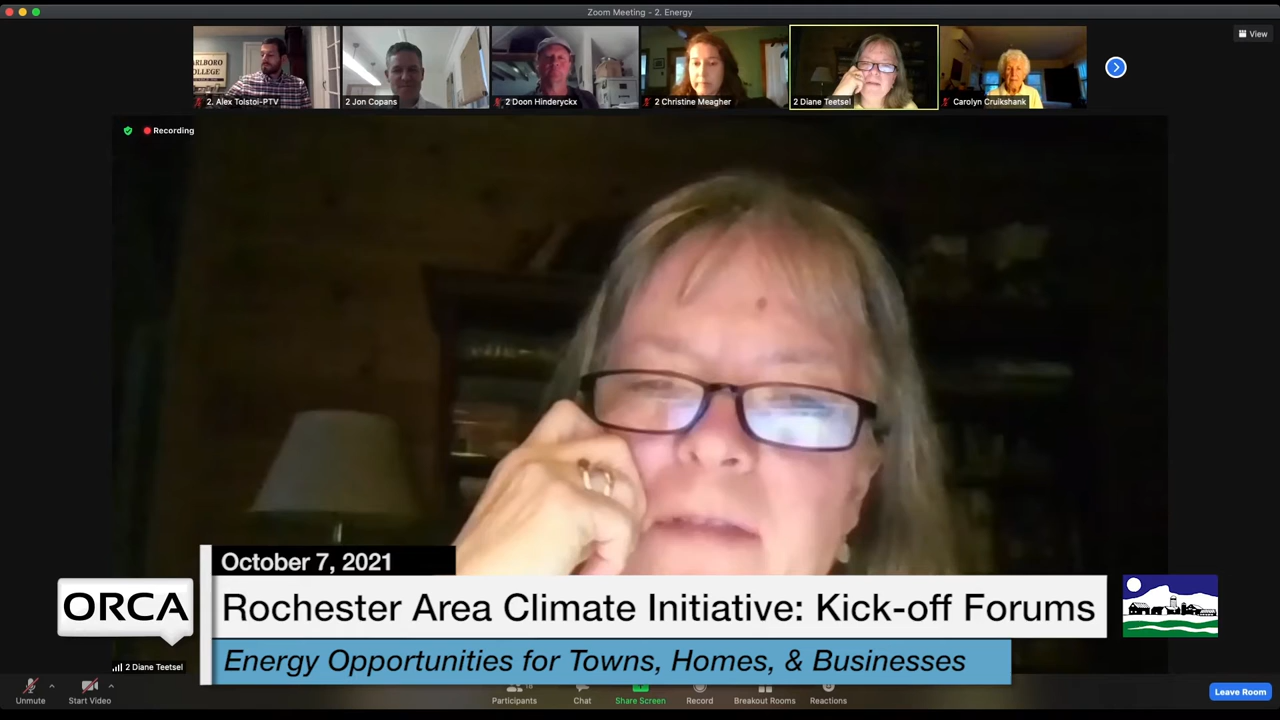 Zoom Meeting - 2. Energy
View
ARLBORO
COLLEGE
2. Alex Tolstoi-PTV
2 Jon Copans
2 Doon Hinderyckx
2 Christine Meagher
2 Diane Teetsel
Carolyn Cruikshank
Recording
October 7, 2021
ORCA
Rochester Area Climate Initiative: Kick-off Forums
Energy Opportunities for Towns, Homes, & Businesses
2 Diane Teetsel
Unmute
Start Video
Participants
Chat
Share Screen
Record
Breakout Rooms
Reactions
Leave Room